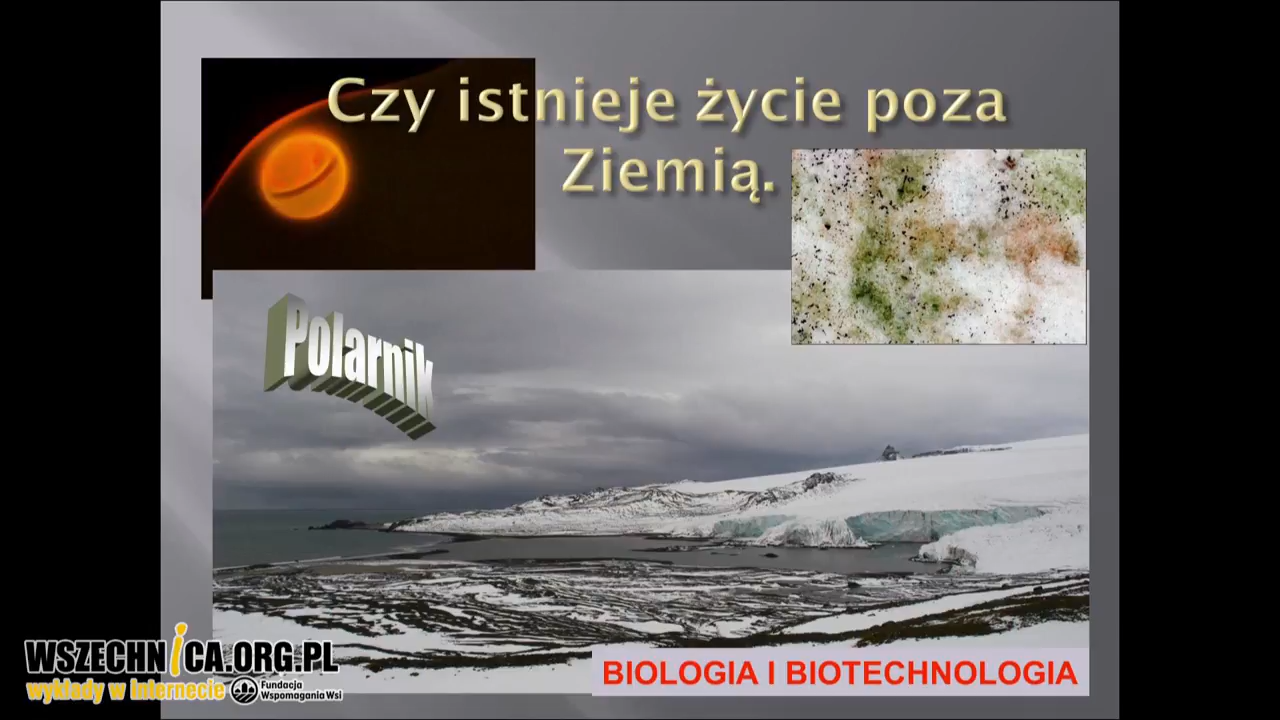 Czy istnieje życie poza
Ziemią.
Polarnik
BIOLOGIA I BIOTECHNOLOGIA
WSZECHNiCA.ORG.PL
wykłady w Internecie
Fundacja
Wspomagania Wsi